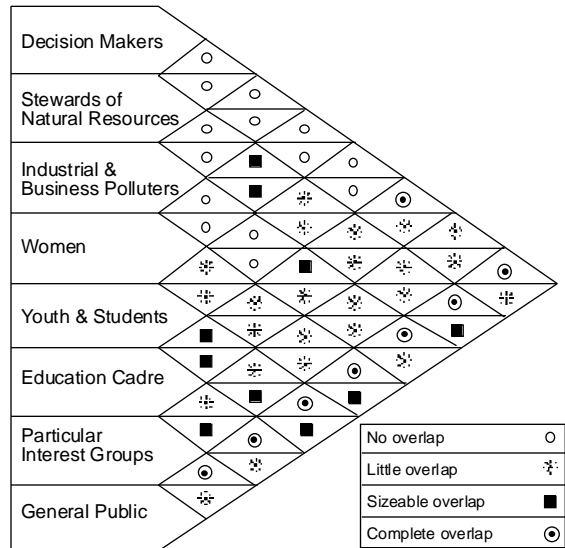 Decision Makers
Stewards of
Natural Resources
Industrial &
Business Polluters
Women
Youth & Students
Education Cadre
Particular
Interest Groups
General Public
No overlap
Little overlap
Sizeable overlap
Complete overlap